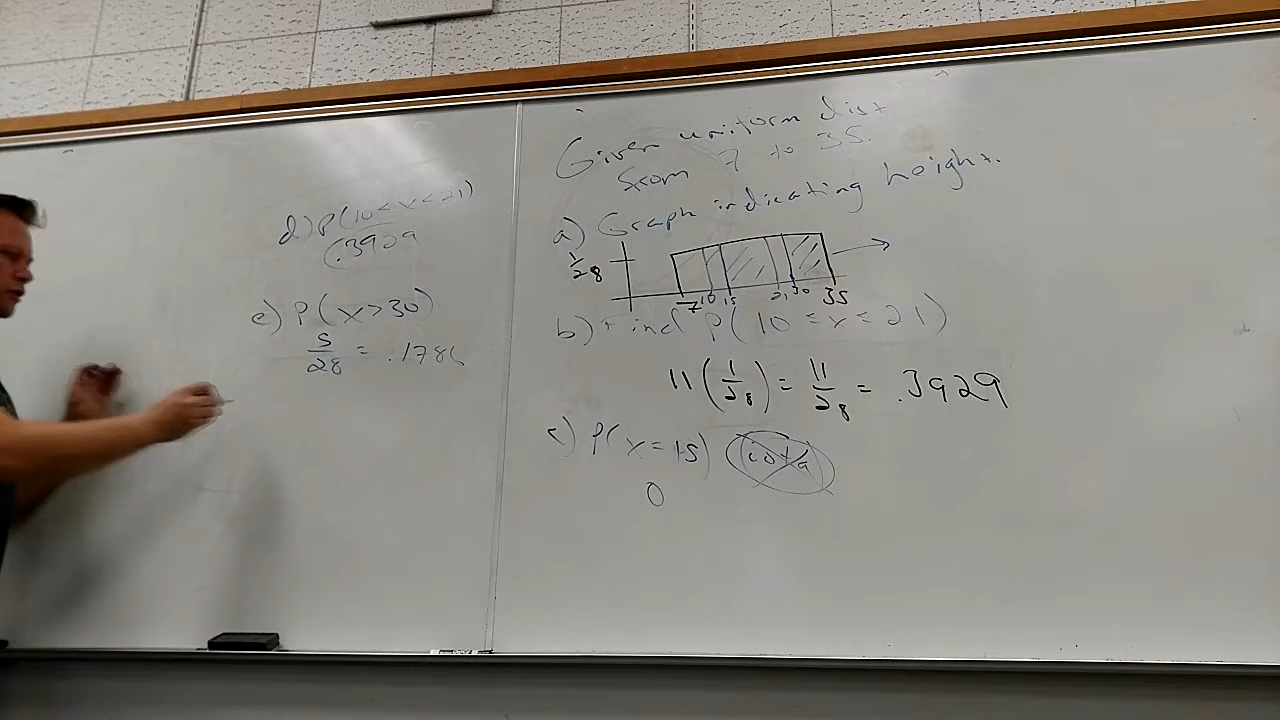 Given uniform dist
from 7 to 35.
a) Graph indicating height.
1/28
7 10 15 21 30 35
b) Find P(10 ≤ x ≤ 21)
11(1/28) = 11/28 = .3929
c) P(x = 15)
0
d) P(10 < x < 21)
.3929
e) P(x > 30)
5/28 = .1786